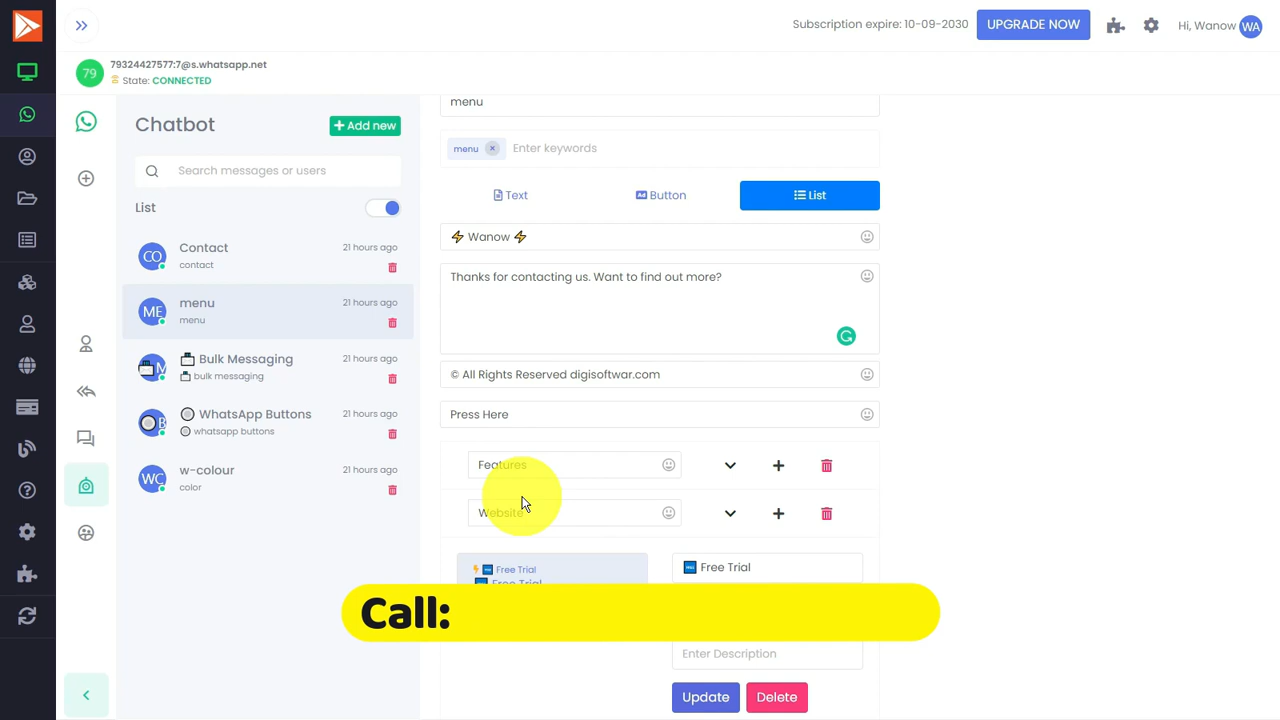 Subscription expire: 10-09-2030
UPGRADE NOW
Hi, Wanow
WA
79
79324427577:7@s.whatsapp.net
State: CONNECTED
Chatbot
Add new
Search messages or users
List
CO
Contact
21 hours ago
contact
ME
menu
21 hours ago
menu
M
Bulk Messaging
21 hours ago
bulk messaging
B
WhatsApp Buttons
21 hours ago
whatsapp buttons
WC
w-colour
21 hours ago
color
menu
menu
Enter keywords
Text
Button
List
⚡ Wanow ⚡
Thanks for contacting us. Want to find out more?
© All Rights Reserved digisoftwar.com
Press Here
Features
Website
Free Trial
Free Trial
Free Trial
Call:
Enter Description
Update
Delete